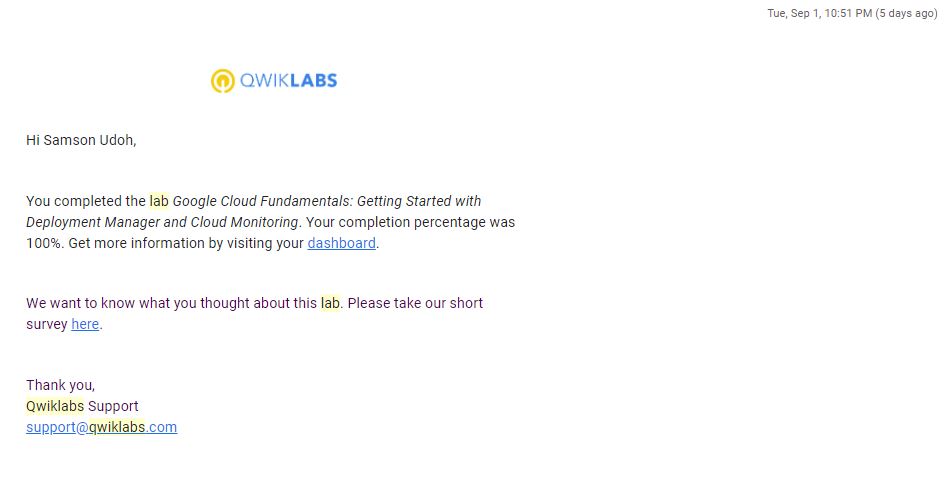 Tue, Sep 1, 10:51 PM (5 days ago)
QWIKLABS
Hi Samson Udoh,
You completed the lab Google Cloud Fundamentals: Getting Started with
Deployment Manager and Cloud Monitoring. Your completion percentage was
100%. Get more information by visiting your dashboard.
We want to know what you thought about this lab. Please take our short
survey here.
Thank you,
Qwiklabs Support
support@qwiklabs.com